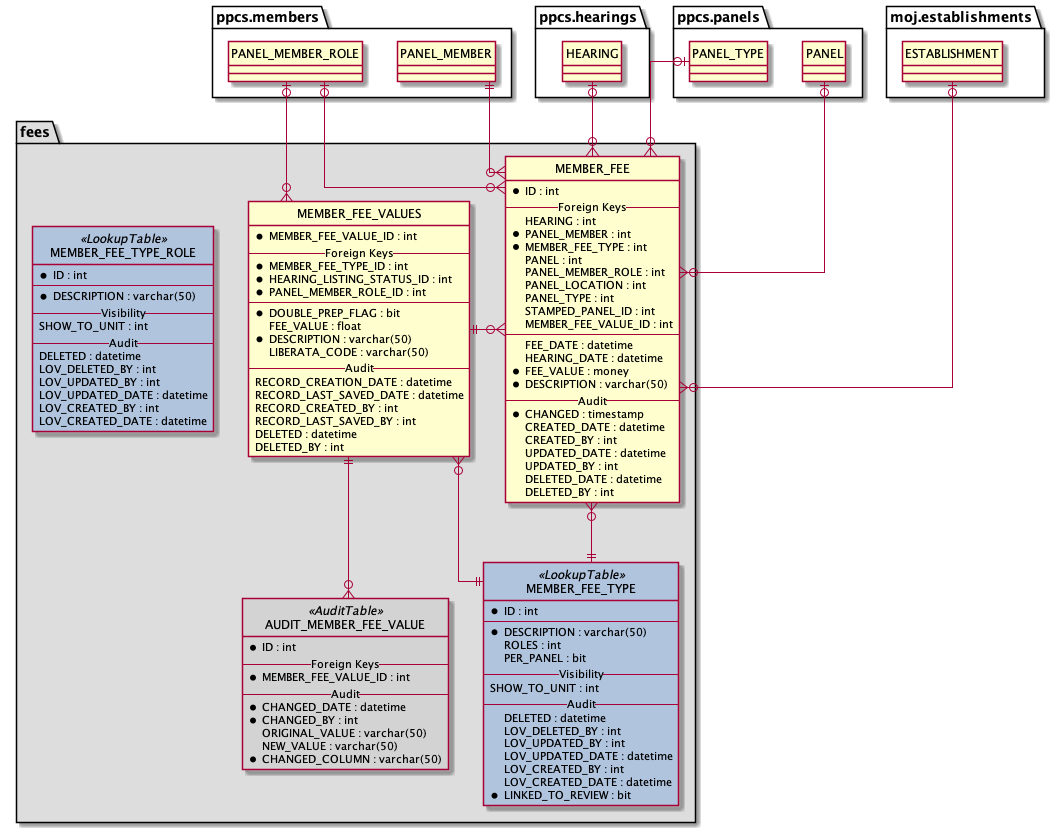 ppcs.members
PANEL_MEMBER_ROLE
PANEL_MEMBER
ppcs.hearings
HEARING
ppcs.panels
PANEL_TYPE
PANEL
moj.establishments
ESTABLISHMENT
fees
«LookupTable»
MEMBER_FEE_TYPE_ROLE
ID : int
DESCRIPTION : varchar(50)
Visibility
SHOW_TO_UNIT : int
Audit
DELETED : datetime
LOV_DELETED_BY : int
LOV_UPDATED_BY : int
LOV_UPDATED_DATE : datetime
LOV_CREATED_BY : int
LOV_CREATED_DATE : datetime
MEMBER_FEE_VALUES
MEMBER_FEE_VALUE_ID : int
Foreign Keys
MEMBER_FEE_TYPE_ID : int
HEARING_LISTING_STATUS_ID : int
PANEL_MEMBER_ROLE_ID : int
DOUBLE_PREP_FLAG : bit
FEE_VALUE : float
DESCRIPTION : varchar(50)
LIBERATA_CODE : varchar(50)
Audit
RECORD_CREATION_DATE : datetime
RECORD_LAST_SAVED_DATE : datetime
RECORD_CREATED_BY : int
RECORD_LAST_SAVED_BY : int
DELETED : datetime
DELETED_BY : int
MEMBER_FEE
ID : int
Foreign Keys
HEARING : int
PANEL_MEMBER : int
MEMBER_FEE_TYPE : int
PANEL : int
PANEL_MEMBER_ROLE : int
PANEL_LOCATION : int
PANEL_TYPE : int
STAMPED_PANEL_ID : int
MEMBER_FEE_VALUE_ID : int
FEE_DATE : datetime
HEARING_DATE : datetime
FEE_VALUE : money
DESCRIPTION : varchar(50)
Audit
CHANGED : timestamp
CREATED_DATE : datetime
CREATED_BY : int
UPDATED_DATE : datetime
UPDATED_BY : int
DELETED_DATE : datetime
DELETED_BY : int
«AuditTable»
AUDIT_MEMBER_FEE_VALUE
ID : int
Foreign Keys
MEMBER_FEE_VALUE_ID : int
Audit
CHANGED_DATE : datetime
CHANGED_BY : int
ORIGINAL_VALUE : varchar(50)
NEW_VALUE : varchar(50)
CHANGED_COLUMN : varchar(50)
«LookupTable»
MEMBER_FEE_TYPE
ID : int
DESCRIPTION : varchar(50)
ROLES : int
PER_PANEL : bit
Visibility
SHOW_TO_UNIT : int
Audit
DELETED : datetime
LOV_DELETED_BY : int
LOV_UPDATED_BY : int
LOV_UPDATED_DATE : datetime
LOV_CREATED_BY : int
LOV_CREATED_DATE : datetime
LINKED_TO_REVIEW : bit